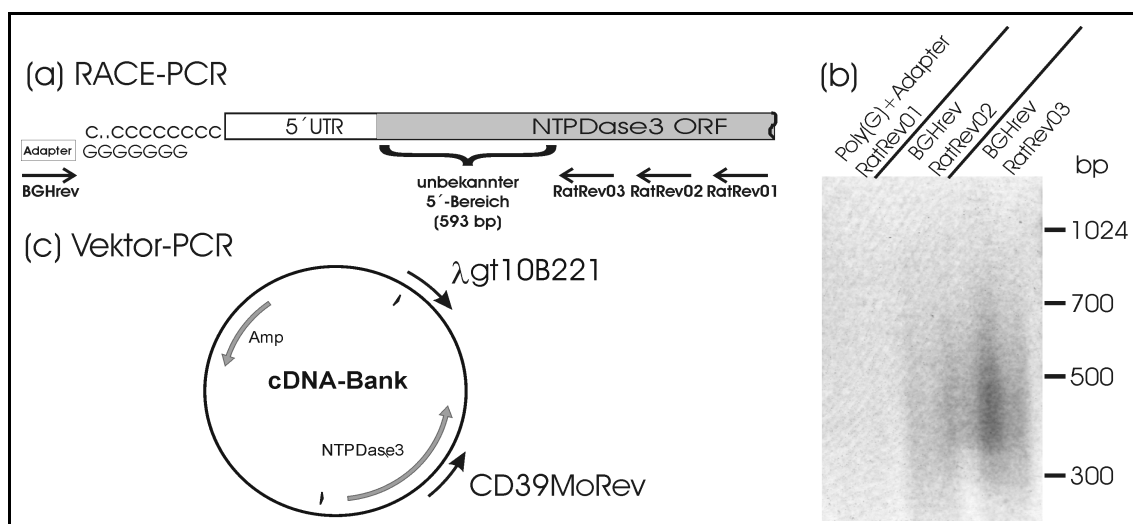 (a) RACE-PCR
C..CCCCCCCCC
5´UTR
NTPDase3 ORF
Adapter
GGGGGGG
BGHrev
unbekannter
5´-Bereich
(593 bp)
RatRev03
RatRev02
RatRev01
(b)
Poly(G)+Adapter
RatRev01
BGHrev
RatRev02
BGHrev
RatRev03
bp
1024
700
500
300
(c) Vektor-PCR
λgt10B221
Amp
cDNA-Bank
NTPDase3
CD39MoRev